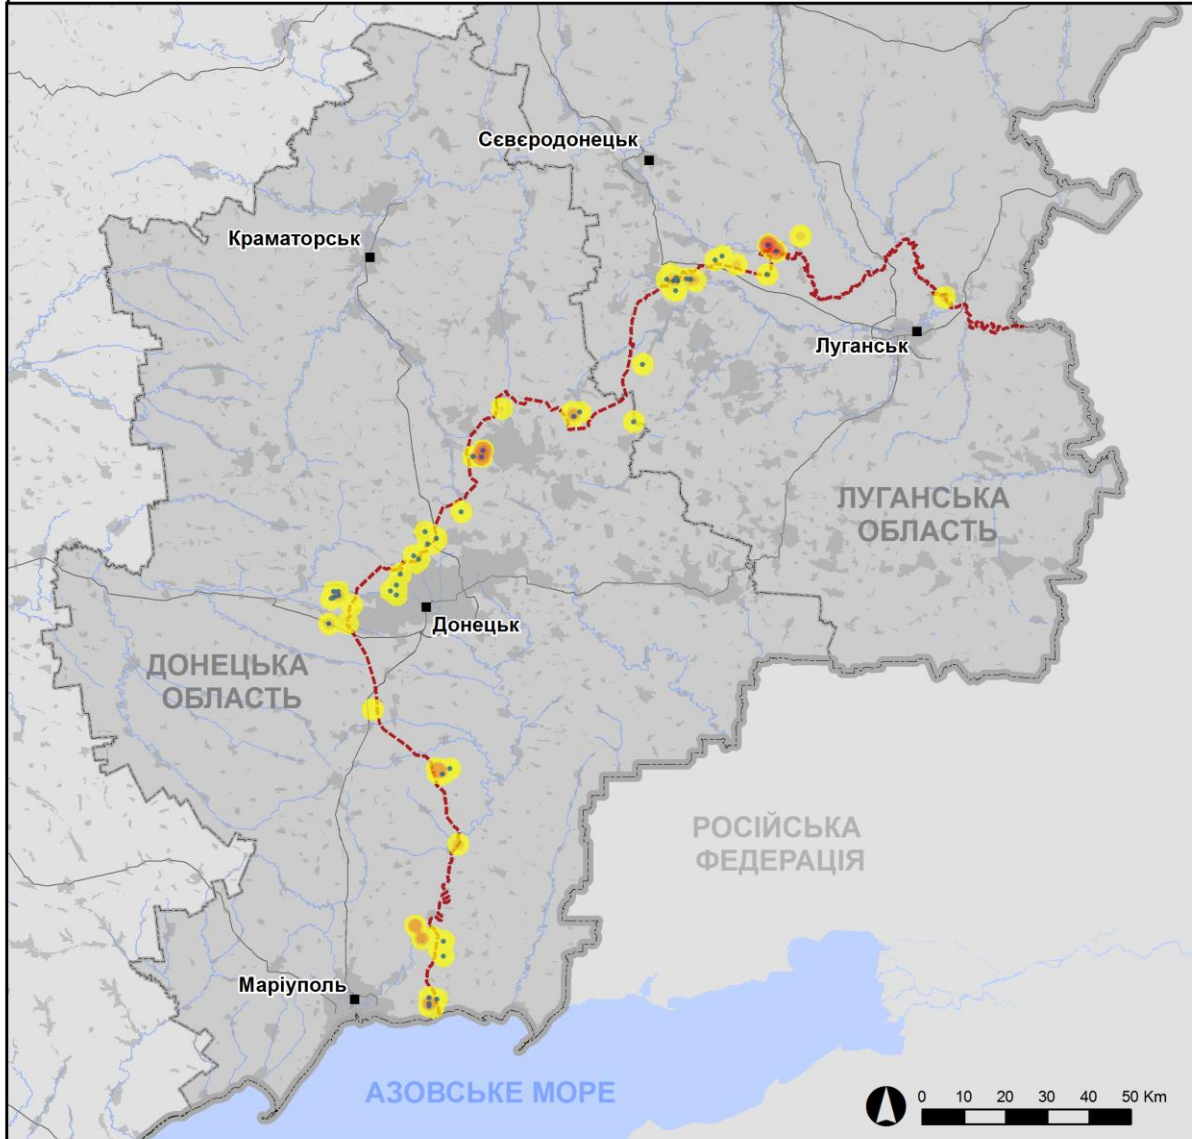 Сєвєродонецьк
Краматорськ
Луганськ
ЛУГАНСЬКА
ОБЛАСТЬ
Донецьк
ДОНЕЦЬКА
ОБЛАСТЬ
РОСІЙСЬКА
ФЕДЕРАЦІЯ
Маріуполь
АЗОВСЬКЕ МОРЕ
0 10 20 30 40 50 Km